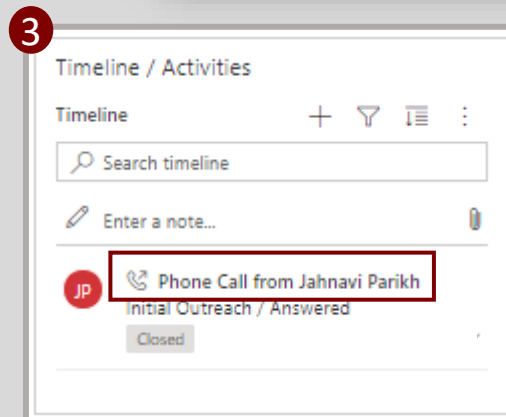 3
Timeline / Activities
Timeline
Search timeline
Enter a note...
JP
Phone Call from Jahnavi Parikh
Initial Outreach / Answered
Closed